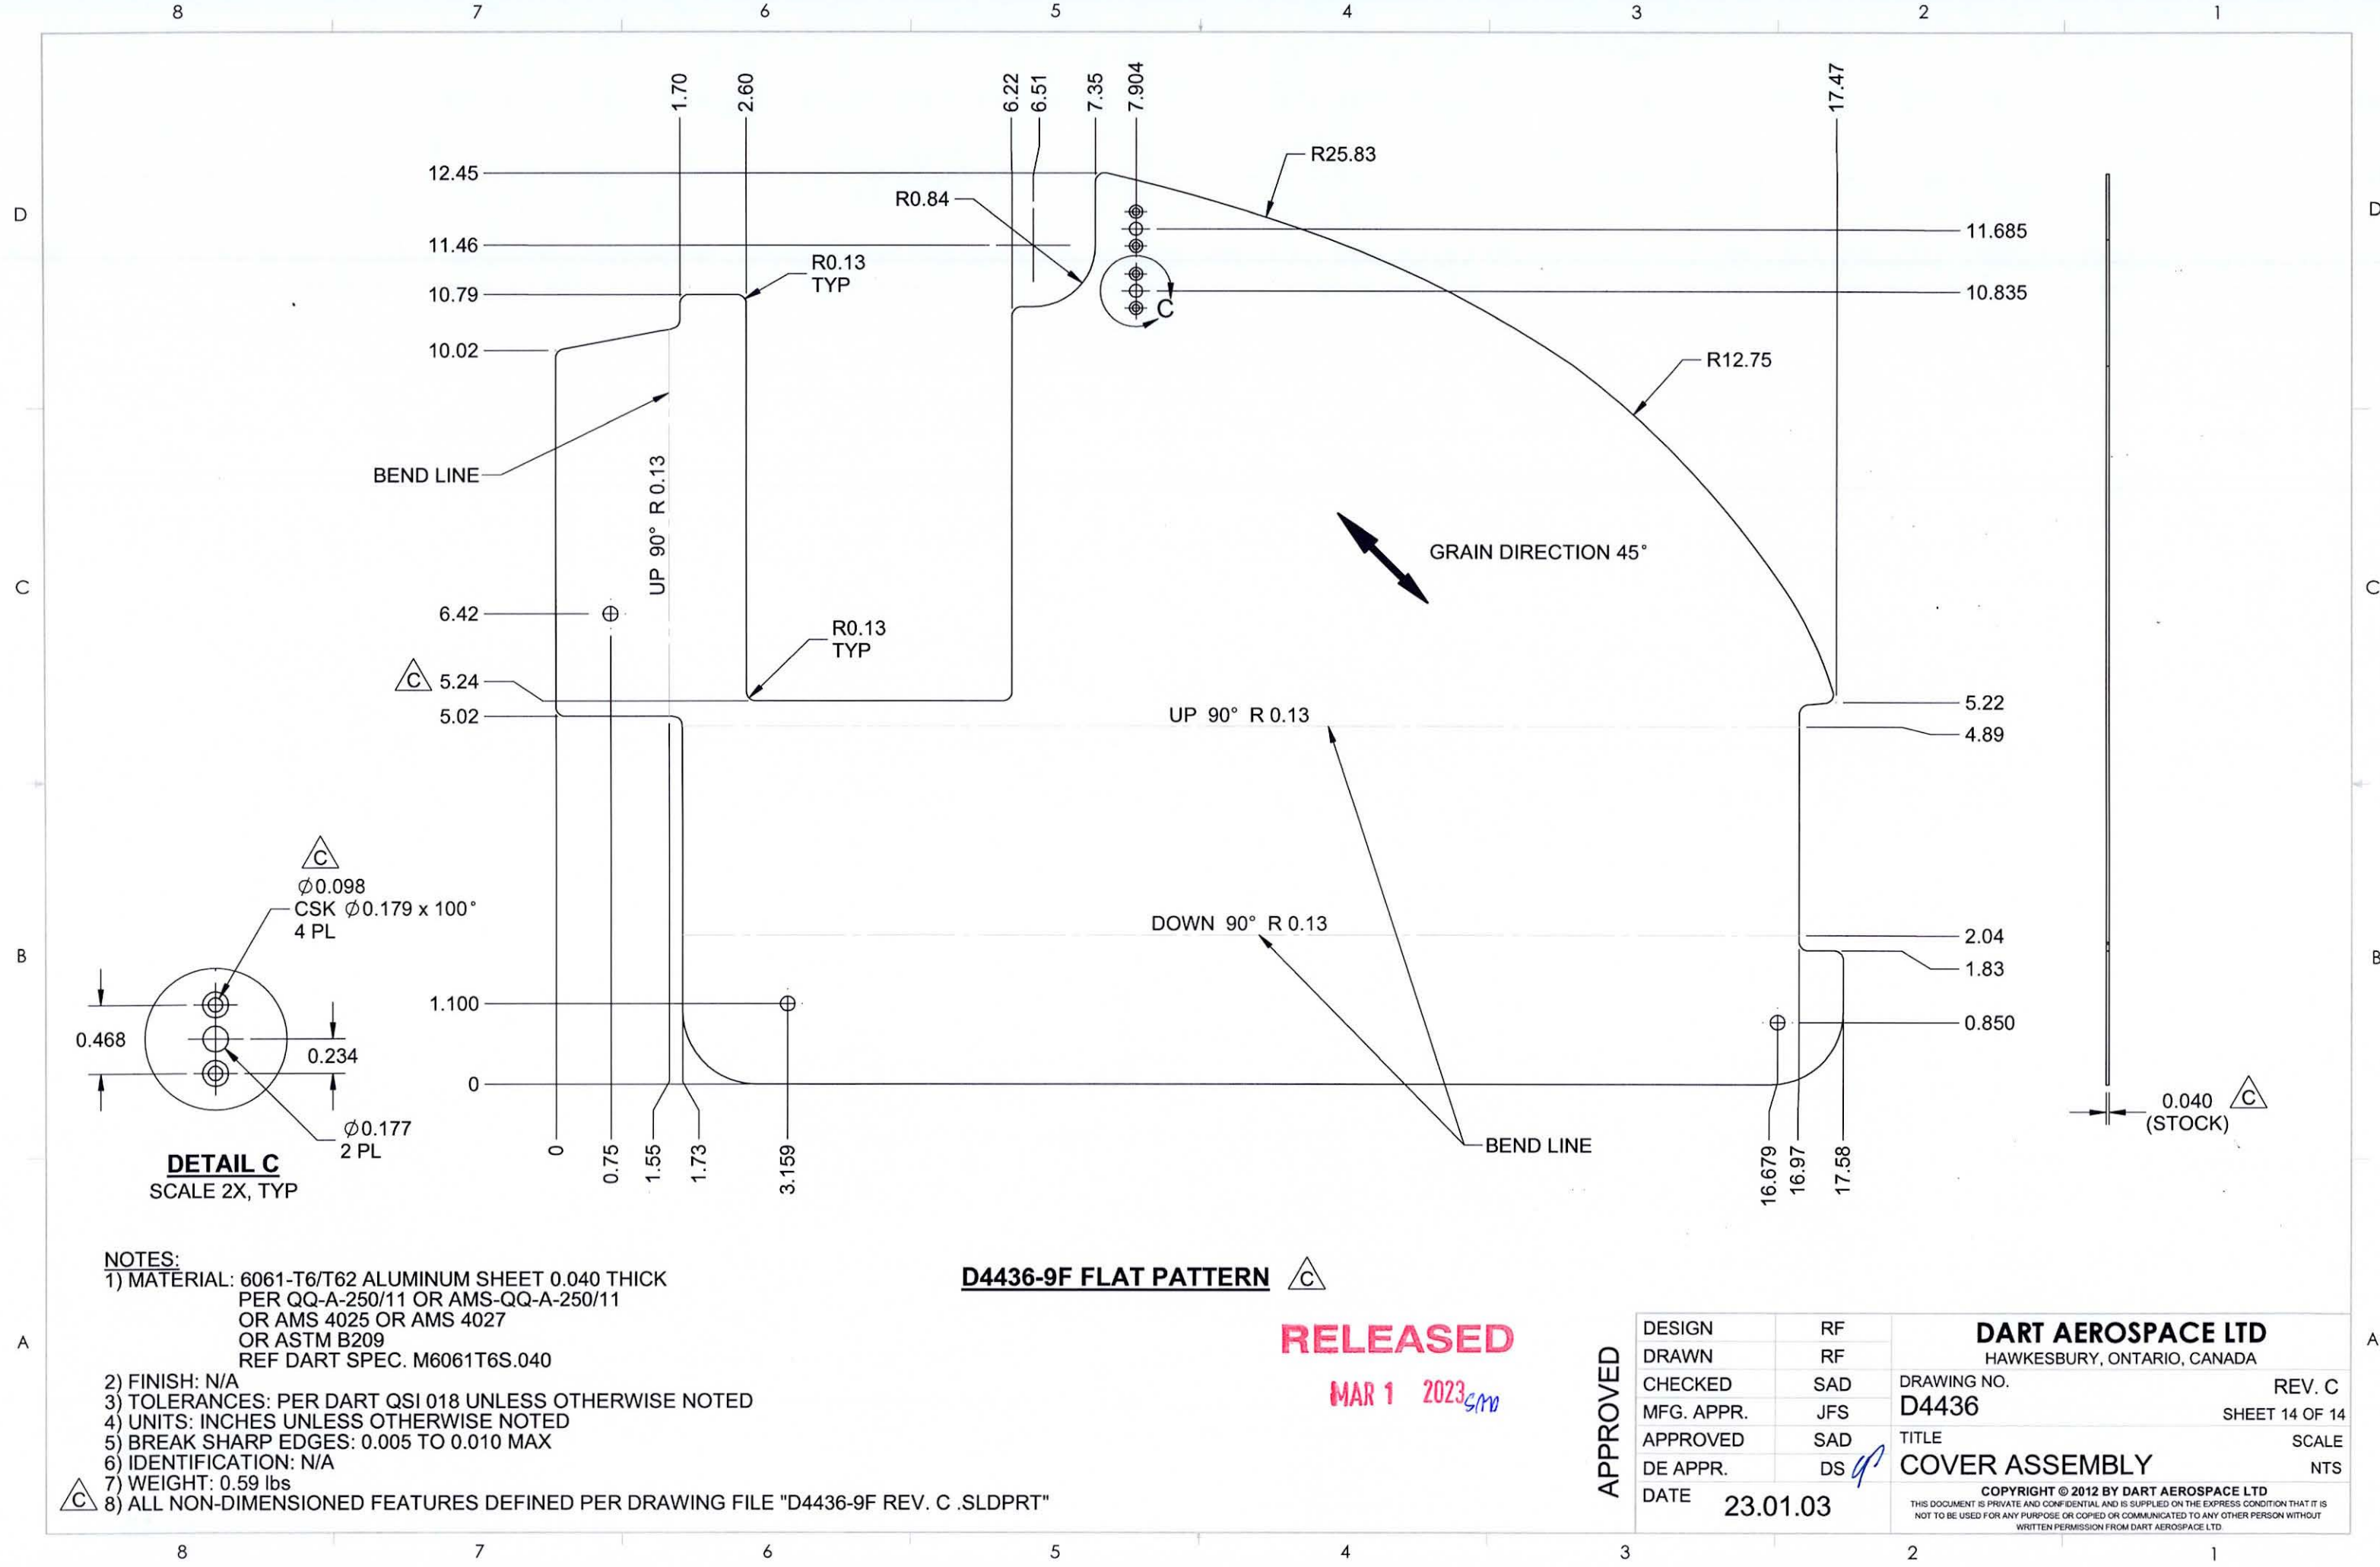 8 7 6 5 4 3 2 1
D
C
B
A
D
C
B
A
1.70
2.60
6.22
6.51
7.35
7.904
17.47
12.45
11.46
10.79
10.02
6.42
C 5.24
5.02
1.100
0
R0.84
R0.13
TYP
R25.83
R12.75
11.685
10.835
C
BEND LINE
UP 90° R 0.13
R0.13
TYP
GRAIN DIRECTION 45°
UP 90° R 0.13
DOWN 90° R 0.13
BEND LINE
5.22
4.89
2.04
1.83
0.850
0
0.75
1.55
1.73
3.159
16.679
16.97
17.58
0.040 C
(STOCK)
C
Ø0.098
CSK Ø0.179 x 100°
4 PL
0.468
0.234
Ø0.177
2 PL
DETAIL C
SCALE 2X, TYP
D4436-9F FLAT PATTERN C
NOTES:
1) MATERIAL: 6061-T6/T62 ALUMINUM SHEET 0.040 THICK
PER QQ-A-250/11 OR AMS-QQ-A-250/11
OR AMS 4025 OR AMS 4027
OR ASTM B209
REF DART SPEC. M6061T6S.040
2) FINISH: N/A
3) TOLERANCES: PER DART QSI 018 UNLESS OTHERWISE NOTED
4) UNITS: INCHES UNLESS OTHERWISE NOTED
5) BREAK SHARP EDGES: 0.005 TO 0.010 MAX
6) IDENTIFICATION: N/A
7) WEIGHT: 0.59 lbs
C 8) ALL NON-DIMENSIONED FEATURES DEFINED PER DRAWING FILE "D4436-9F REV. C .SLDPRT"
RELEASED
MAR 1 2023
APPROVED
DESIGN RF
DRAWN RF
CHECKED SAD
MFG. APPR. JFS
APPROVED SAD
DE APPR. DS
DATE 23.01.03
DART AEROSPACE LTD
HAWKESBURY, ONTARIO, CANADA
DRAWING NO. REV. C
D4436 SHEET 14 OF 14
TITLE SCALE
COVER ASSEMBLY NTS
COPYRIGHT © 2012 BY DART AEROSPACE LTD
THIS DOCUMENT IS PRIVATE AND CONFIDENTIAL AND IS SUPPLIED ON THE EXPRESS CONDITION THAT IT IS
NOT TO BE USED FOR ANY PURPOSE OR COPIED OR COMMUNICATED TO ANY OTHER PERSON WITHOUT
WRITTEN PERMISSION FROM DART AEROSPACE LTD.
8 7 6 5 4 3 2 1